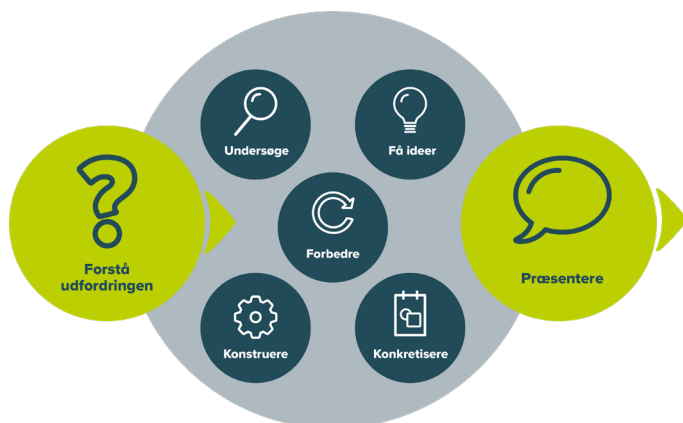 Undersøge
Få ideer
Forstå
udfordringen
Forbedre
Præsentere
Konstruere
Konkretisere